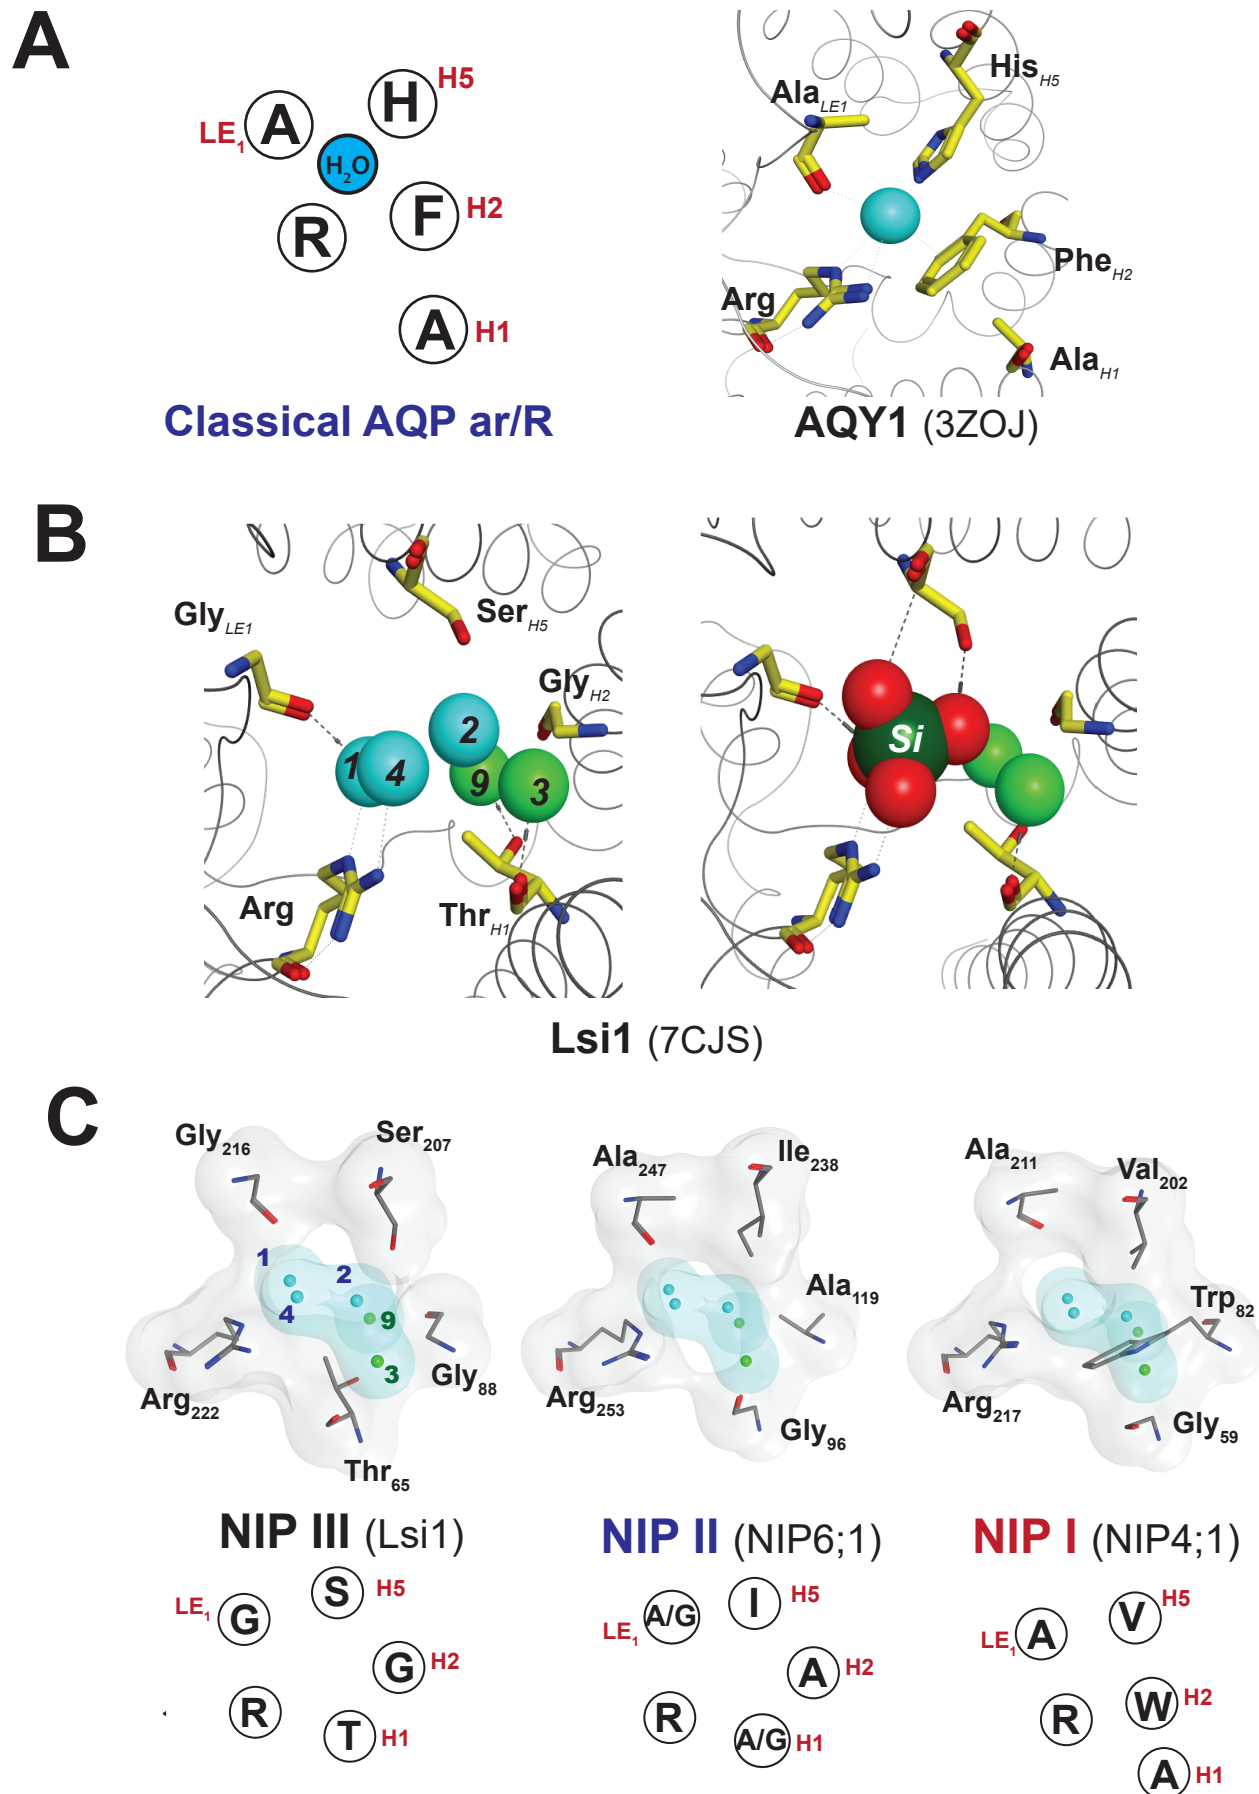 A
A
LE1
H
H5
H2O
R
F
H2
A
H1
Classical AQP ar/R
AlaLE1
HisH5
Arg
PheH2
AlaH1
AQY1 (3ZOJ)
B
GlyLE1
SerH5
GlyH2
1
4
2
9
3
Arg
ThrH1
Si
Lsi1 (7CJS)
C
Gly216
Ser207
1
2
4
9
3
Arg222
Gly88
Thr65
Ala247
Ile238
Ala119
Arg253
Gly96
Ala211
Val202
Trp82
Arg217
Gly59
NIP III (Lsi1)
LE1
G
S
H5
G
H2
R
T
H1
NIP II (NIP6;1)
LE1
A/G
I
H5
A
H2
R
A/G
H1
NIP I (NIP4;1)
LE1
A
V
H5
W
H2
R
A
H1